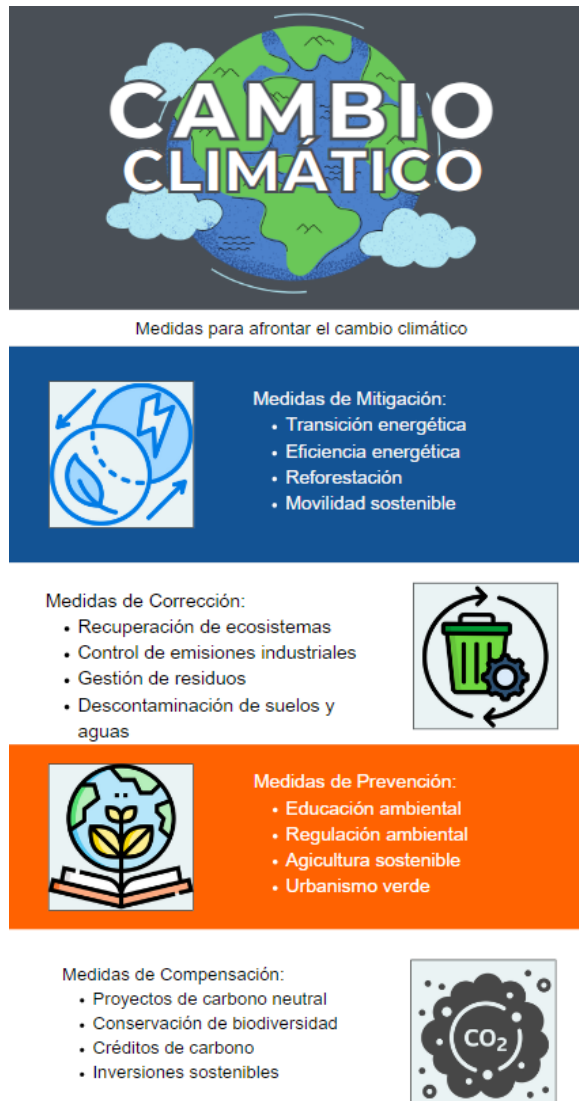 CAMBIO
CLIMÁTICO
Medidas para afrontar el cambio climático
Medidas de Mitigación:
• Transición energética
• Eficiencia energética
• Reforestación
• Movilidad sostenible
Medidas de Corrección:
• Recuperación de ecosistemas
• Control de emisiones industriales
• Gestión de residuos
• Descontaminación de suelos y
aguas
Medidas de Prevención:
• Educación ambiental
• Regulación ambiental
• Agicultura sostenible
• Urbanismo verde
Medidas de Compensación:
• Proyectos de carbono neutral
• Conservación de biodiversidad
• Créditos de carbono
• Inversiones sostenibles
CO₂